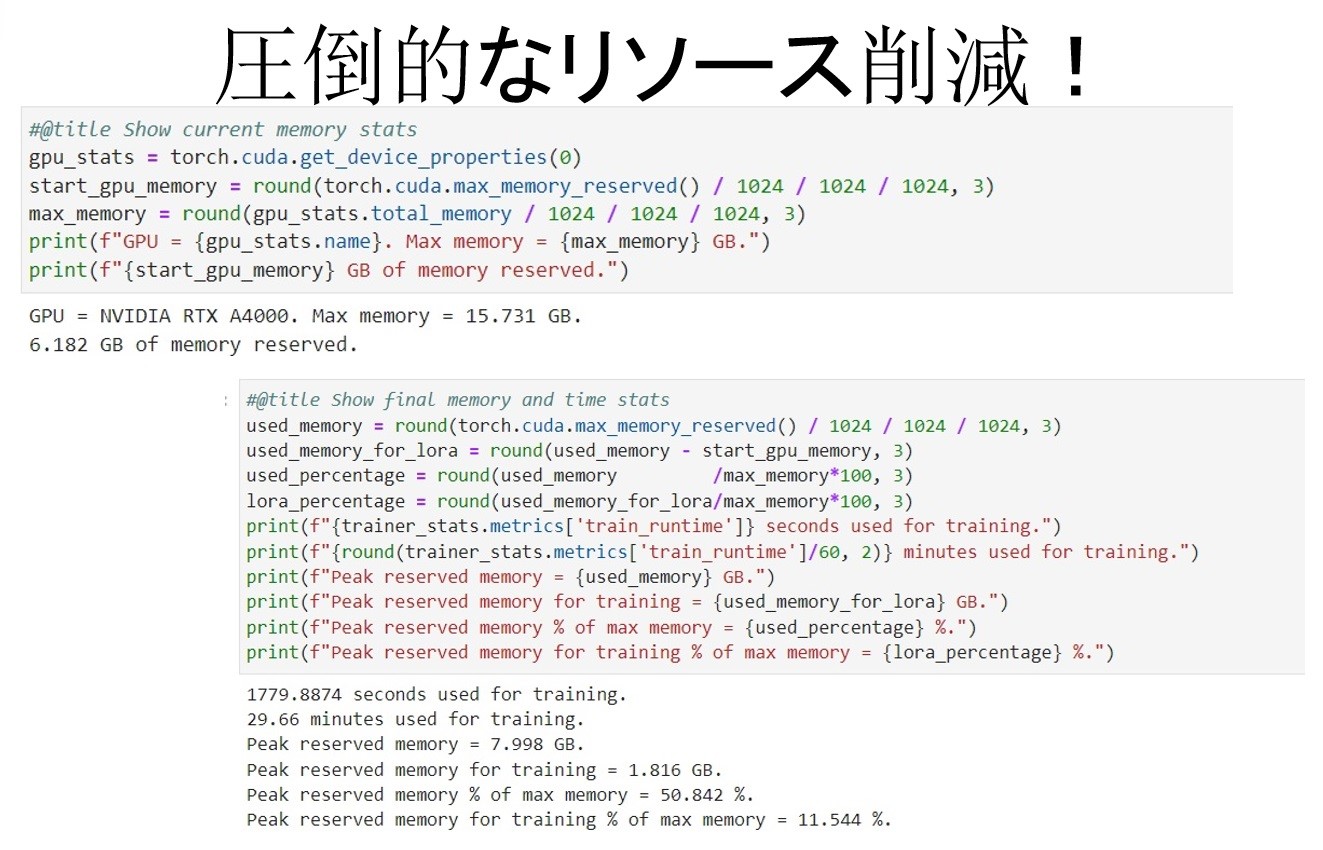 圧倒的なリソース削減！
#@title Show current memory stats
gpu_stats = torch.cuda.get_device_properties(0)
start_gpu_memory = round(torch.cuda.max_memory_reserved() / 1024 / 1024 / 1024, 3)
max_memory = round(gpu_stats.total_memory / 1024 / 1024 / 1024, 3)
print(f"GPU = {gpu_stats.name}. Max memory = {max_memory} GB.")
print(f"{start_gpu_memory} GB of memory reserved.")
GPU = NVIDIA RTX A4000. Max memory = 15.731 GB.
6.182 GB of memory reserved.
:
#@title Show final memory and time stats
used_memory = round(torch.cuda.max_memory_reserved() / 1024 / 1024 / 1024, 3)
used_memory_for_lora = round(used_memory - start_gpu_memory, 3)
used_percentage = round(used_memory         /max_memory*100, 3)
lora_percentage = round(used_memory_for_lora/max_memory*100, 3)
print(f"{trainer_stats.metrics['train_runtime']} seconds used for training.")
print(f"{round(trainer_stats.metrics['train_runtime']/60, 2)} minutes used for training.")
print(f"Peak reserved memory = {used_memory} GB.")
print(f"Peak reserved memory for training = {used_memory_for_lora} GB.")
print(f"Peak reserved memory % of max memory = {used_percentage} %.")
print(f"Peak reserved memory for training % of max memory = {lora_percentage} %.")
1779.8874 seconds used for training.
29.66 minutes used for training.
Peak reserved memory = 7.998 GB.
Peak reserved memory for training = 1.816 GB.
Peak reserved memory % of max memory = 50.842 %.
Peak reserved memory for training % of max memory = 11.544 %.